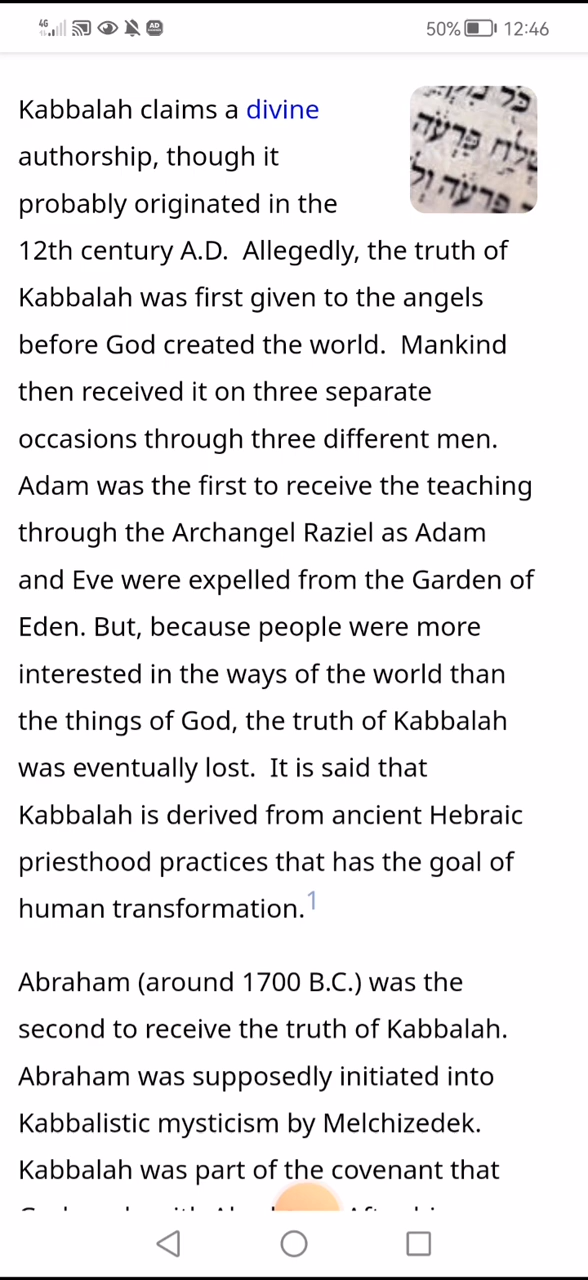 4G
50% 12:46
Kabbalah claims a divine
authorship, though it
probably originated in the
12th century A.D.  Allegedly, the truth of
Kabbalah was first given to the angels
before God created the world.  Mankind
then received it on three separate
occasions through three different men.
Adam was the first to receive the teaching
through the Archangel Raziel as Adam
and Eve were expelled from the Garden of
Eden. But, because people were more
interested in the ways of the world than
the things of God, the truth of Kabbalah
was eventually lost.  It is said that
Kabbalah is derived from ancient Hebraic
priesthood practices that has the goal of
human transformation.1
Abraham (around 1700 B.C.) was the
second to receive the truth of Kabbalah.
Abraham was supposedly initiated into
Kabbalistic mysticism by Melchizedek.
Kabbalah was part of the covenant that